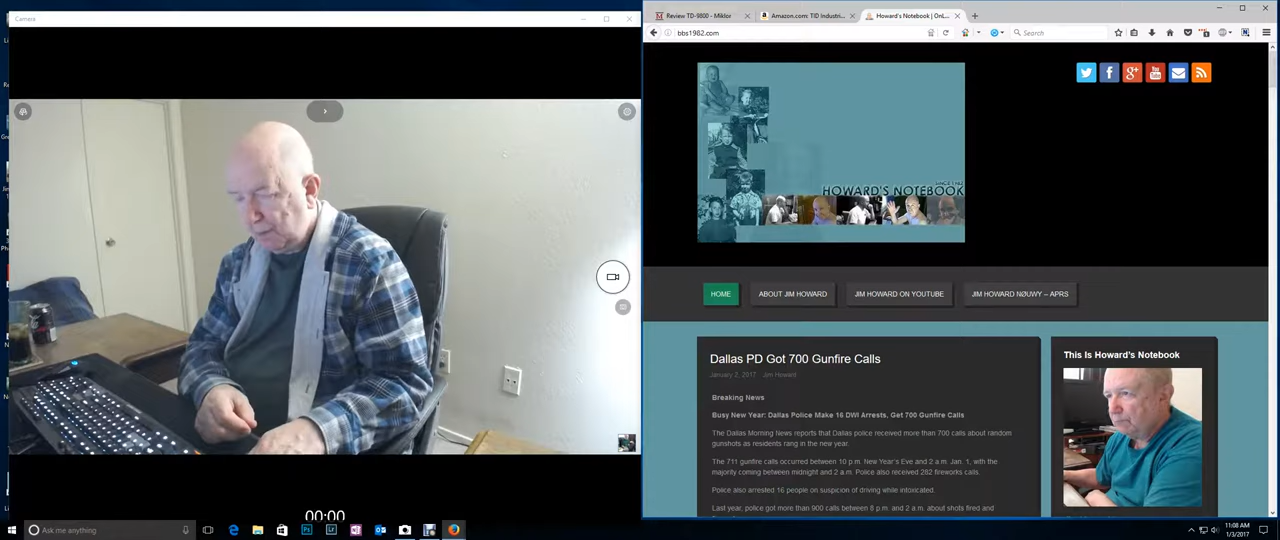 Camera
00:00
Review TD-9800 - Miklor
Amazon.com: TID Industri...
Howard's Notebook | OnL...
bbs1982.com
Search
SINCE 1982
HOWARD'S NOTEBOOK
HOME
ABOUT JIM HOWARD
JIM HOWARD ON YOUTUBE
JIM HOWARD NØUWY – APRS
Dallas PD Got 700 Gunfire Calls
January 2, 2017 Jim Howard
Breaking News
Busy New Year: Dallas Police Make 16 DWI Arrests, Get 700 Gunfire Calls
The Dallas Morning News reports that Dallas police received more than 700 calls about random
gunshots as residents rang in the new year.
The 711 gunfire calls occurred between 10 p.m. New Year's Eve and 2 a.m. Jan. 1, with the
majority coming between midnight and 2 a.m. Police also received 282 fireworks calls.
Police also arrested 16 people on suspicion of driving while intoxicated.
Last year, police got more than 900 calls between 8 p.m. and 2 a.m. about shots fired and
This Is Howard's Notebook
Ask me anything
11:08 AM
1/3/2017